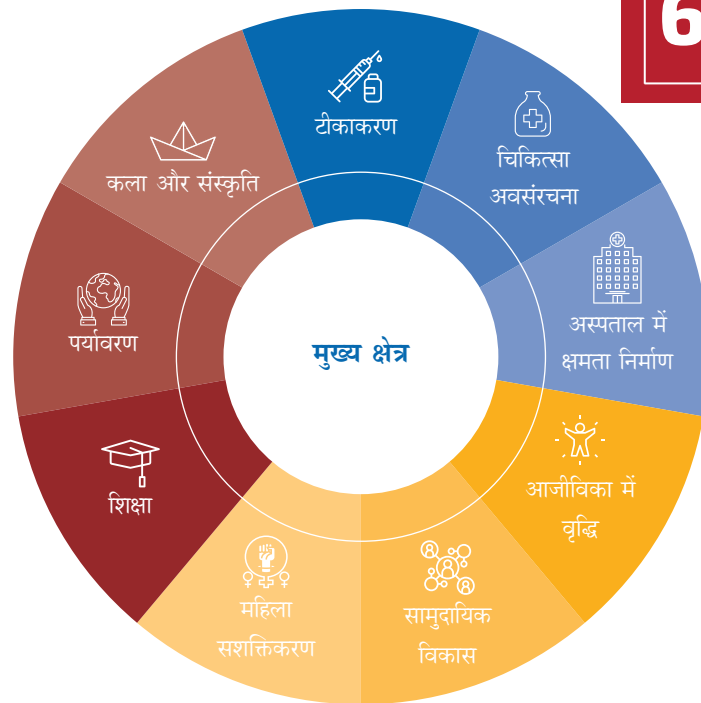 6
टीकाकरण
चिकित्सा
अवसंरचना
अस्पताल में
क्षमता निर्माण
आजीविका में
वृद्धि
सामुदायिक
विकास
महिला
सशक्तिकरण
शिक्षा
पर्यावरण
कला और संस्कृति
मुख्य क्षेत्र